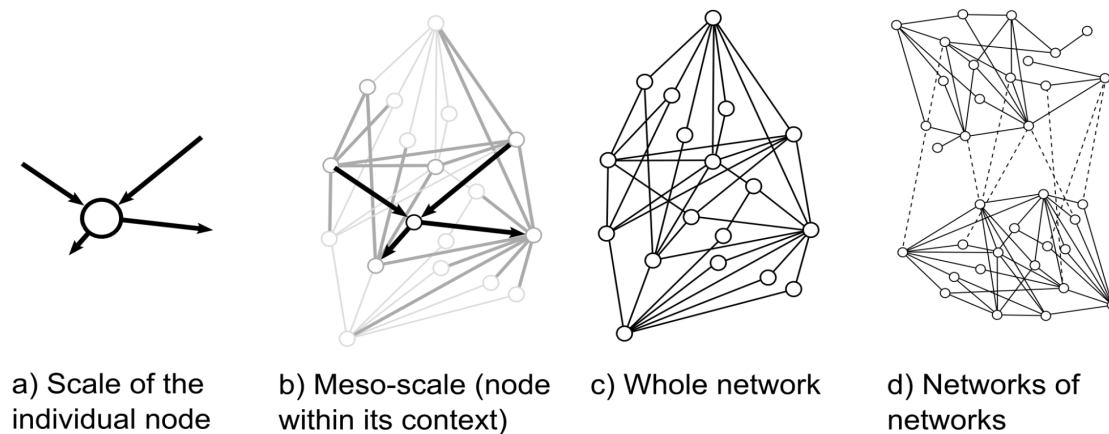 a) Scale of the
individual node
b) Meso-scale (node
within its context)
c) Whole network
d) Networks of
networks